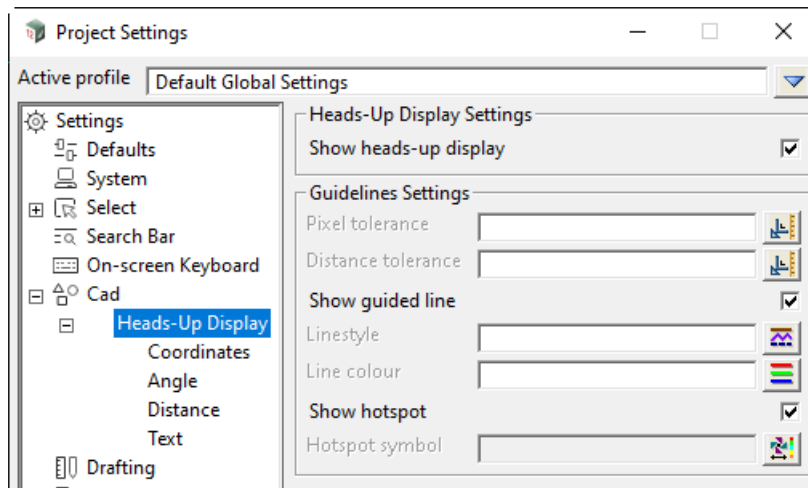 Project Settings
Active profile Default Global Settings
Settings
Defaults
System
Select
Search Bar
On-screen Keyboard
Cad
Heads-Up Display
Coordinates
Angle
Distance
Text
Drafting
Heads-Up Display Settings
Show heads-up display
Guidelines Settings
Pixel tolerance
Distance tolerance
Show guided line
Linestyle
Line colour
Show hotspot
Hotspot symbol